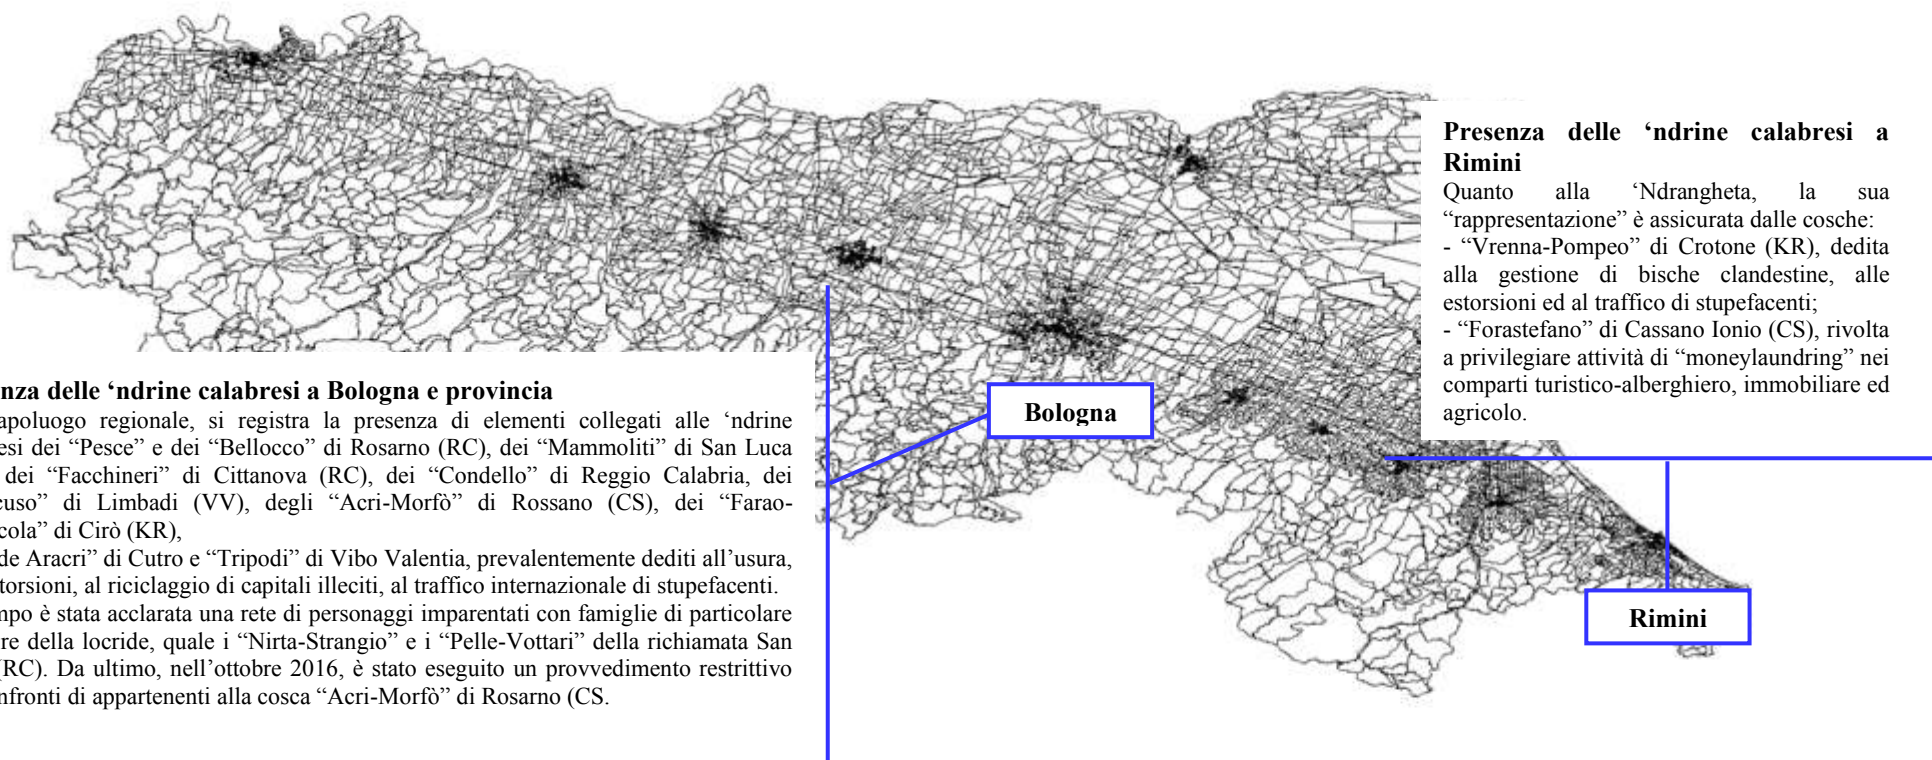 Presenza delle ‘ndrine calabresi a
Rimini
Quanto alla ‘Ndrangheta, la sua
“rappresentazione” è assicurata dalle cosche:
- “Vrenna-Pompeo” di Crotone (KR), dedita
alla gestione di bische clandestine, alle
estorsioni ed al traffico di stupefacenti;
- “Forastefano” di Cassano Ionio (CS), rivolta
a privilegiare attività di “moneylaundring” nei
comparti turistico-alberghiero, immobiliare ed
agricolo.
nza delle ‘ndrine calabresi a Bologna e provincia
apoluogo regionale, si registra la presenza di elementi collegati alle ‘ndrine
esi dei “Pesce” e dei “Bellocco” di Rosarno (RC), dei “Mammoliti” di San Luca
dei “Facchineri” di Cittanova (RC), dei “Condello” di Reggio Calabria, dei
cuso” di Limbadi (VV), degli “Acri-Morfò” di Rossano (CS), dei “Farao-
cola” di Cirò (KR),
de Aracri” di Cutro e “Tripodi” di Vibo Valentia, prevalentemente dediti all’usura,
torsioni, al riciclaggio di capitali illeciti, al traffico internazionale di stupefacenti.
mpo è stata acclarata una rete di personaggi imparentati con famiglie di particolare
re della locride, quale i “Nirta-Strangio” e i “Pelle-Vottari” della richiamata San
(RC). Da ultimo, nell’ottobre 2016, è stato eseguito un provvedimento restrittivo
nfronti di appartenenti alla cosca “Acri-Morfò” di Rosarno (CS.
Bologna
Rimini